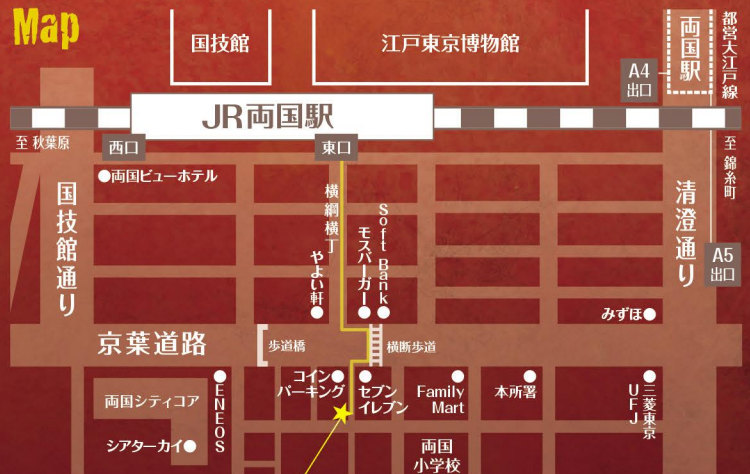 Map
国技館
江戸東京博物館
両国駅
都営大江戸線
A4
出口
JR両国駅
至 秋葉原
西口
東口
至 錦糸町
両国ビューホテル
国技館通り
横綱横丁
やよい軒
モスバーガー
Soft Bank
清澄通り
A5
出口
みずほ
京葉道路
歩道橋
横断歩道
コイン
パーキング
セブン
イレブン
Family
Mart
本所署
三菱東京
UFJ
両国シティコア
ENEOS
シアターカイ
両国
小学校